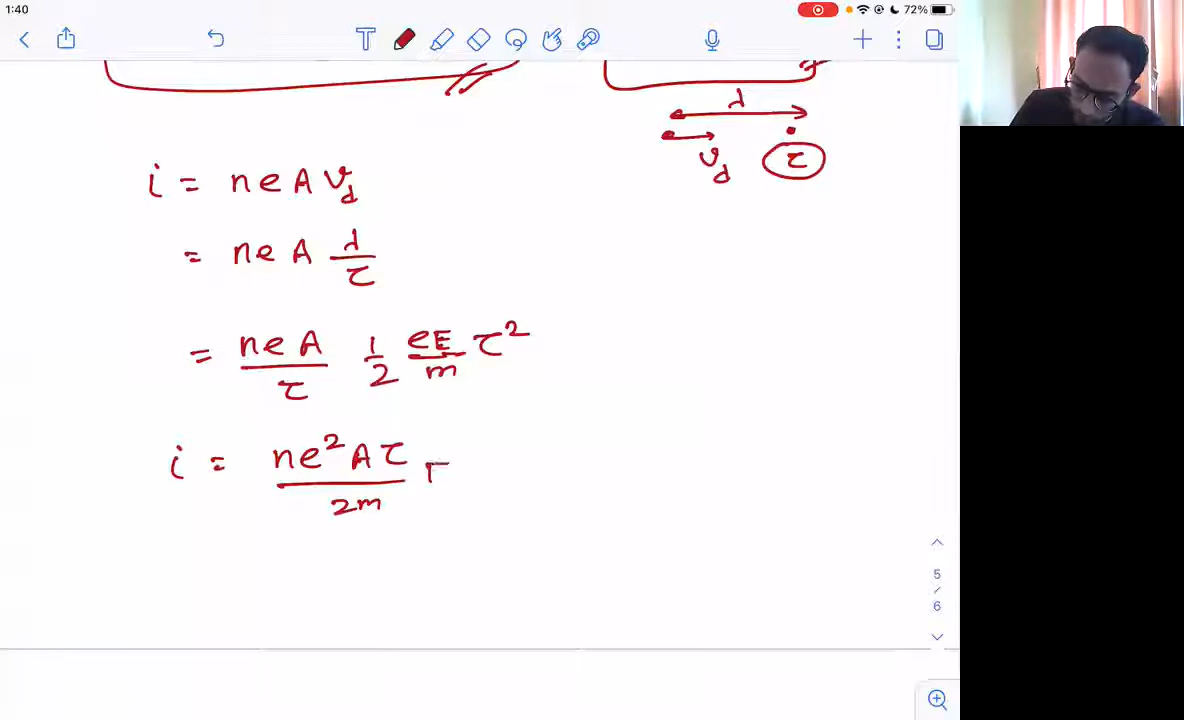 1:40
72%
T
λ
v_d τ
i = neAv_d
= neA λ/τ
= neA/τ 1/2 eE/m τ²
i = ne²Aτ/2m
5
/
6